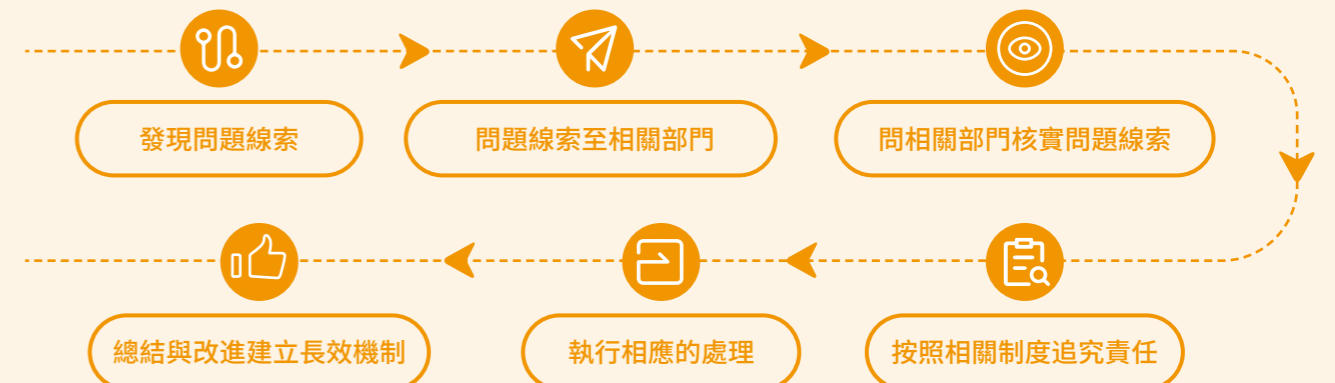 發現問題線索
問題線索至相關部門
問相關部門核實問題線索
按照相關制度追究責任
執行相應的處理
總結與改進建立長效機制